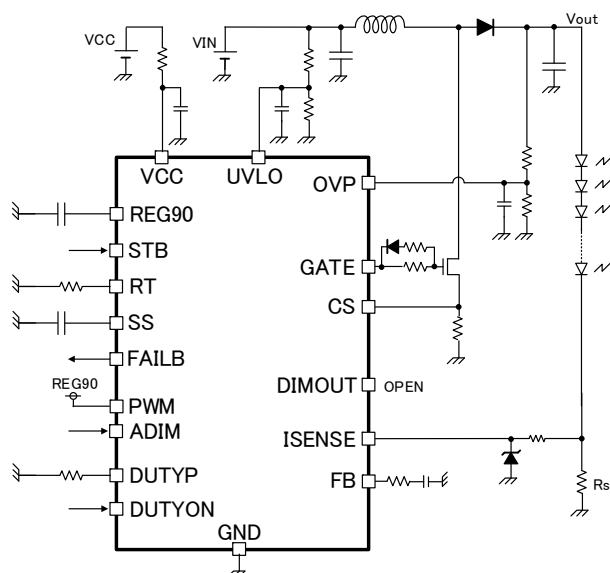 VCC
VIN
Vout
VCC
UVLO
OVP
REG90
STB
GATE
RT
CS
SS
FAILB
REG90
DIMOUT
OPEN
PWM
ADIM
ISENSE
DUTYP
FB
Rs
DUTYON
GND